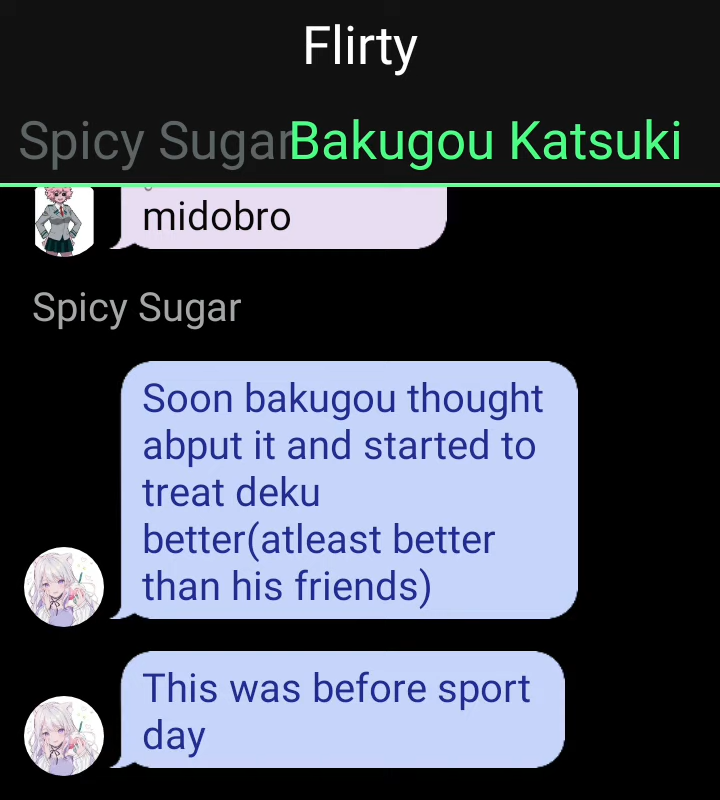 Flirty
Spicy Sugar Bakugou Katsuki
midobro
Spicy Sugar
Soon bakugou thought
abput it and started to
treat deku
better(atleast better
than his friends)
This was before sport
day